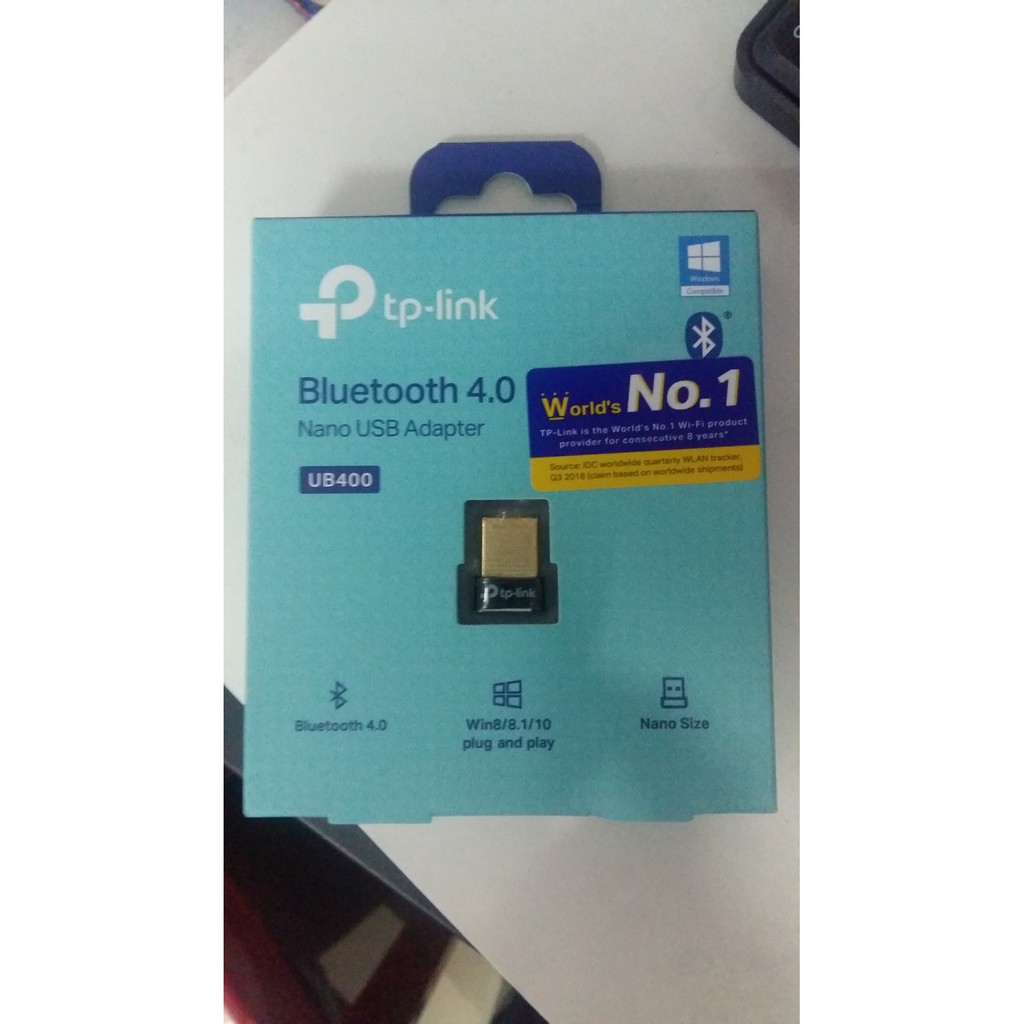 tp-link
Windows
Compatible
®
Bluetooth 4.0
Nano USB Adapter
UB400
World's No.1
TP-Link is the World's No.1 Wi-Fi product
provider for consecutive 8 years*
Source: IDC worldwide quarterly WLAN tracker,
Q3 2018 (claim based on worldwide shipments)
tp-link
Bluetooth 4.0
Win8/8.1/10
plug and play
Nano Size